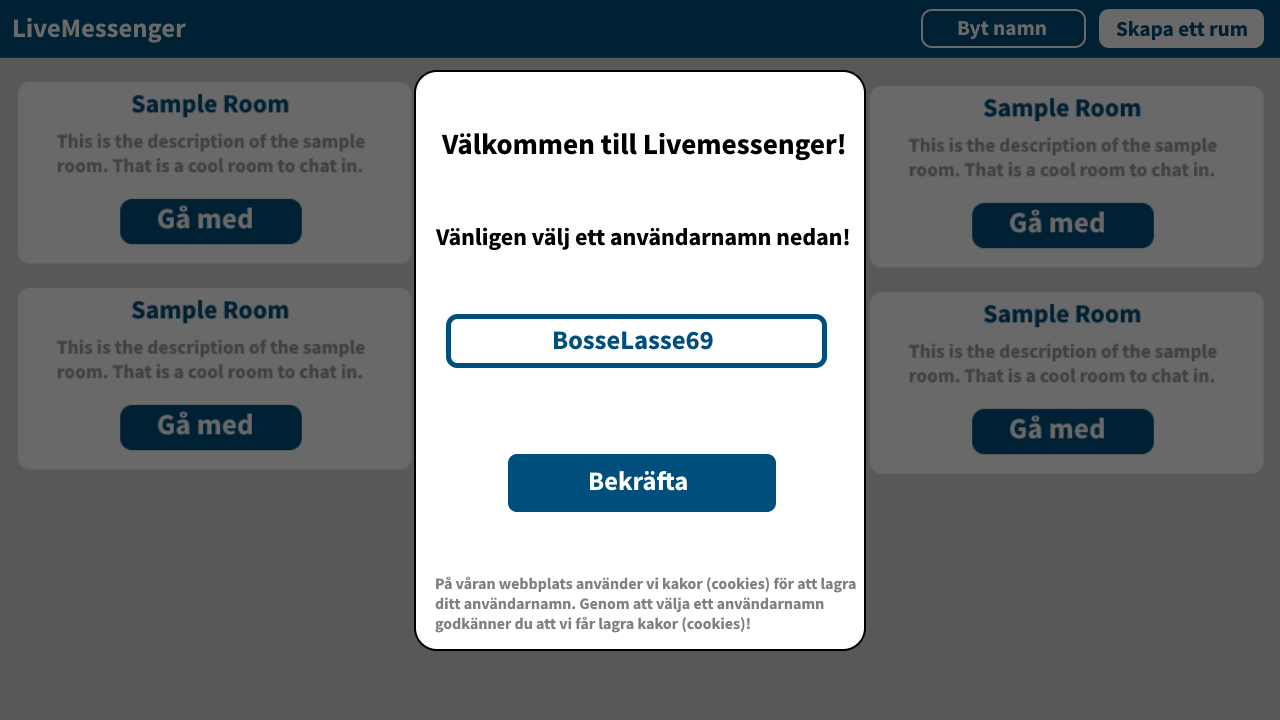 LiveMessenger
Byt namn
Skapa ett rum
Sample Room
This is the description of the sample
room. That is a cool room to chat in.
Gå med
Sample Room
This is the description of the sample
room. That is a cool room to chat in.
Gå med
Välkommen till Livemessenger!
Vänligen välj ett användarnamn nedan!
BosseLasse69
Bekräfta
På våran webbplats använder vi kakor (cookies) för att lagra
ditt användarnamn. Genom att välja ett användarnamn
godkänner du att vi får lagra kakor (cookies)!
Sample Room
This is the description of the sample
room. That is a cool room to chat in.
Gå med
Sample Room
This is the description of the sample
room. That is a cool room to chat in.
Gå med